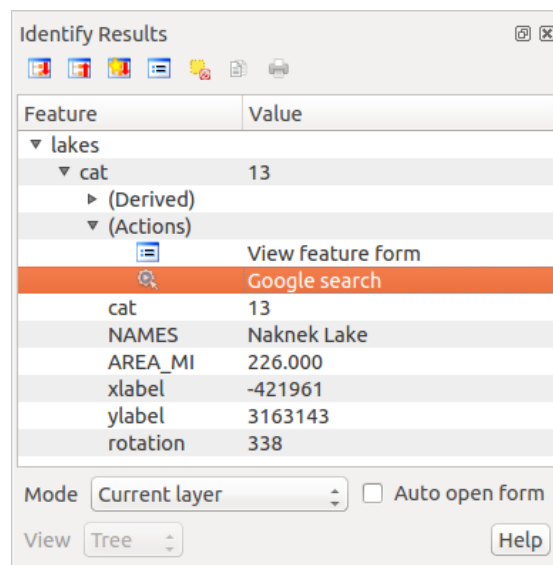 Identify Results
Feature Value
lakes
cat 13
(Derived)
(Actions)
View feature form
Google search
cat 13
NAMES Naknek Lake
AREA_MI 226.000
xlabel -421961
ylabel 3163143
rotation 338
Mode Current layer Auto open form
View Tree Help